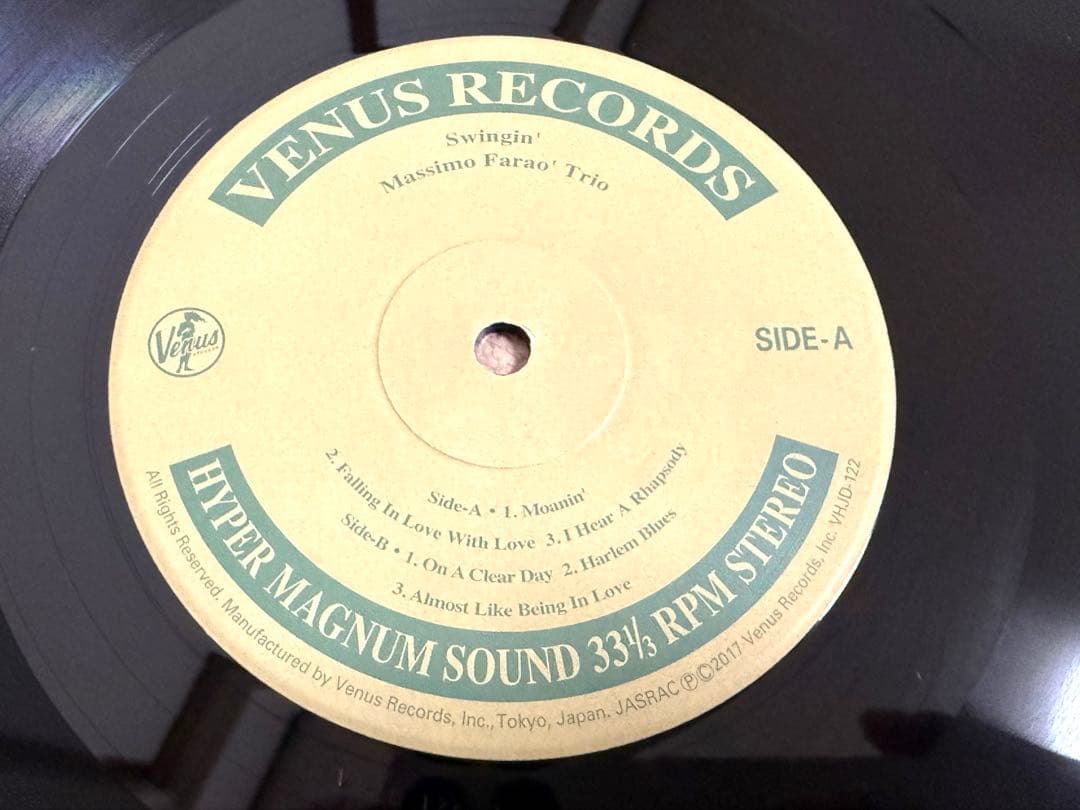 VENUS RECORDS
Swingin'
Massimo Farao' Trio
Venus
SIDE-A
Side-A • 1. Moanin'
2. Falling In Love With Love 3. I Hear A Rhapsody
Side-B • 1. On A Clear Day 2. Harlem Blues
3. Almost Like Being In Love
HYPER MAGNUM SOUND 33⅓ RPM STEREO
All Rights Reserved. Manufactured by Venus Records, Inc., Tokyo, Japan. JASRAC ℗©2017 Venus Records, Inc. VHJD-122